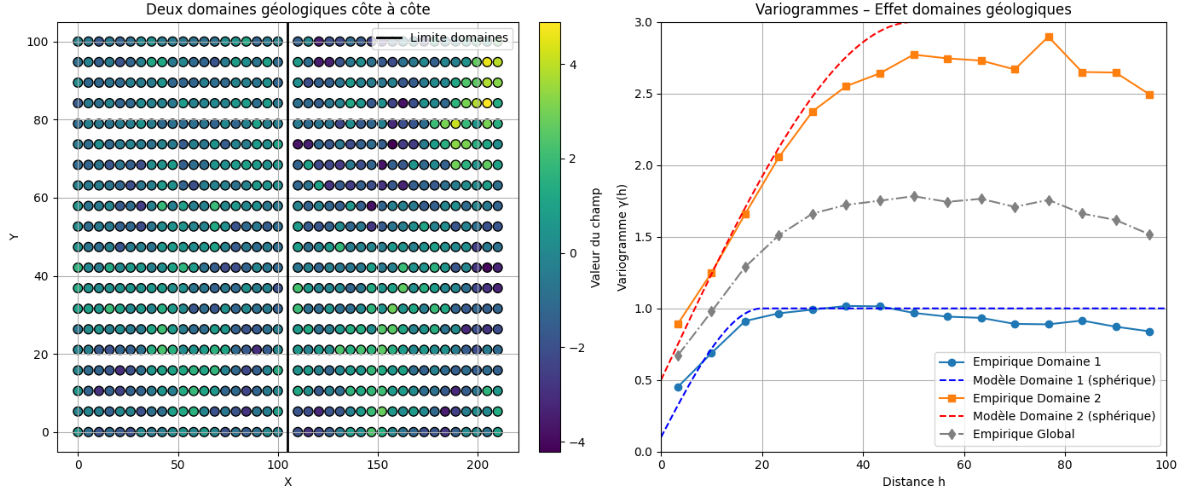 Deux domaines géologiques côte à côte
Limite domaines
100
80
60
40
20
0
Y
0
50
100
150
200
X
4
2
0
−2
−4
Valeur du champ
Variogrammes – Effet domaines géologiques
3.0
2.5
2.0
1.5
1.0
0.5
0.0
Variogramme γ(h)
0
20
40
60
80
100
Distance h
Empirique Domaine 1
Modèle Domaine 1 (sphérique)
Empirique Domaine 2
Modèle Domaine 2 (sphérique)
Empirique Global